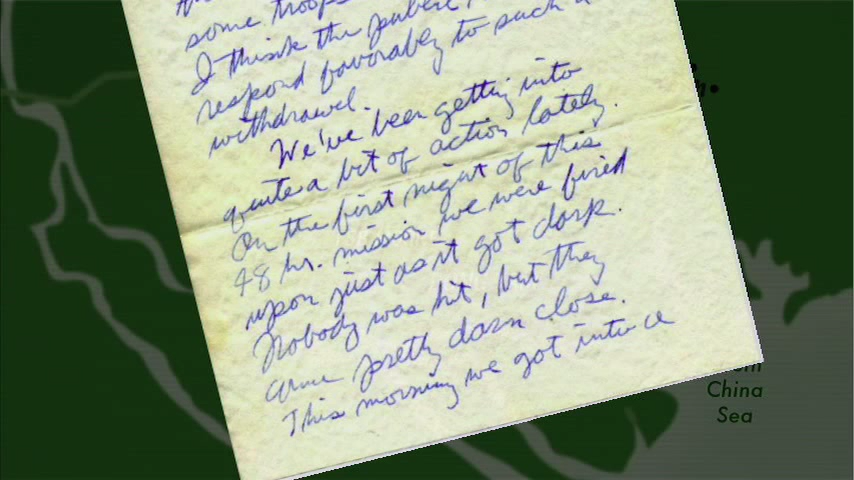 some troops
I think the public
respond favorably to such a
withdrawel.
We've been getting into
quite a bit of action lately.
On the first night of this
48 hr. mission we were fired
upon just as it got dark.
Nobody was hit, but they
came pretty darn close.
This morning we got into a
China
Sea